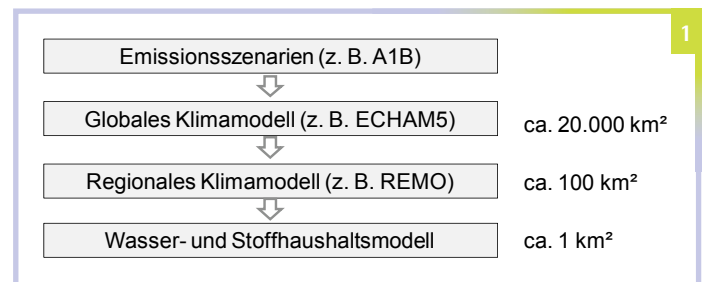 1
Emissionsszenarien (z. B. A1B)
Globales Klimamodell (z. B. ECHAM5) ca. 20.000 km²
Regionales Klimamodell (z. B. REMO) ca. 100 km²
Wasser- und Stoffhaushaltsmodell ca. 1 km²